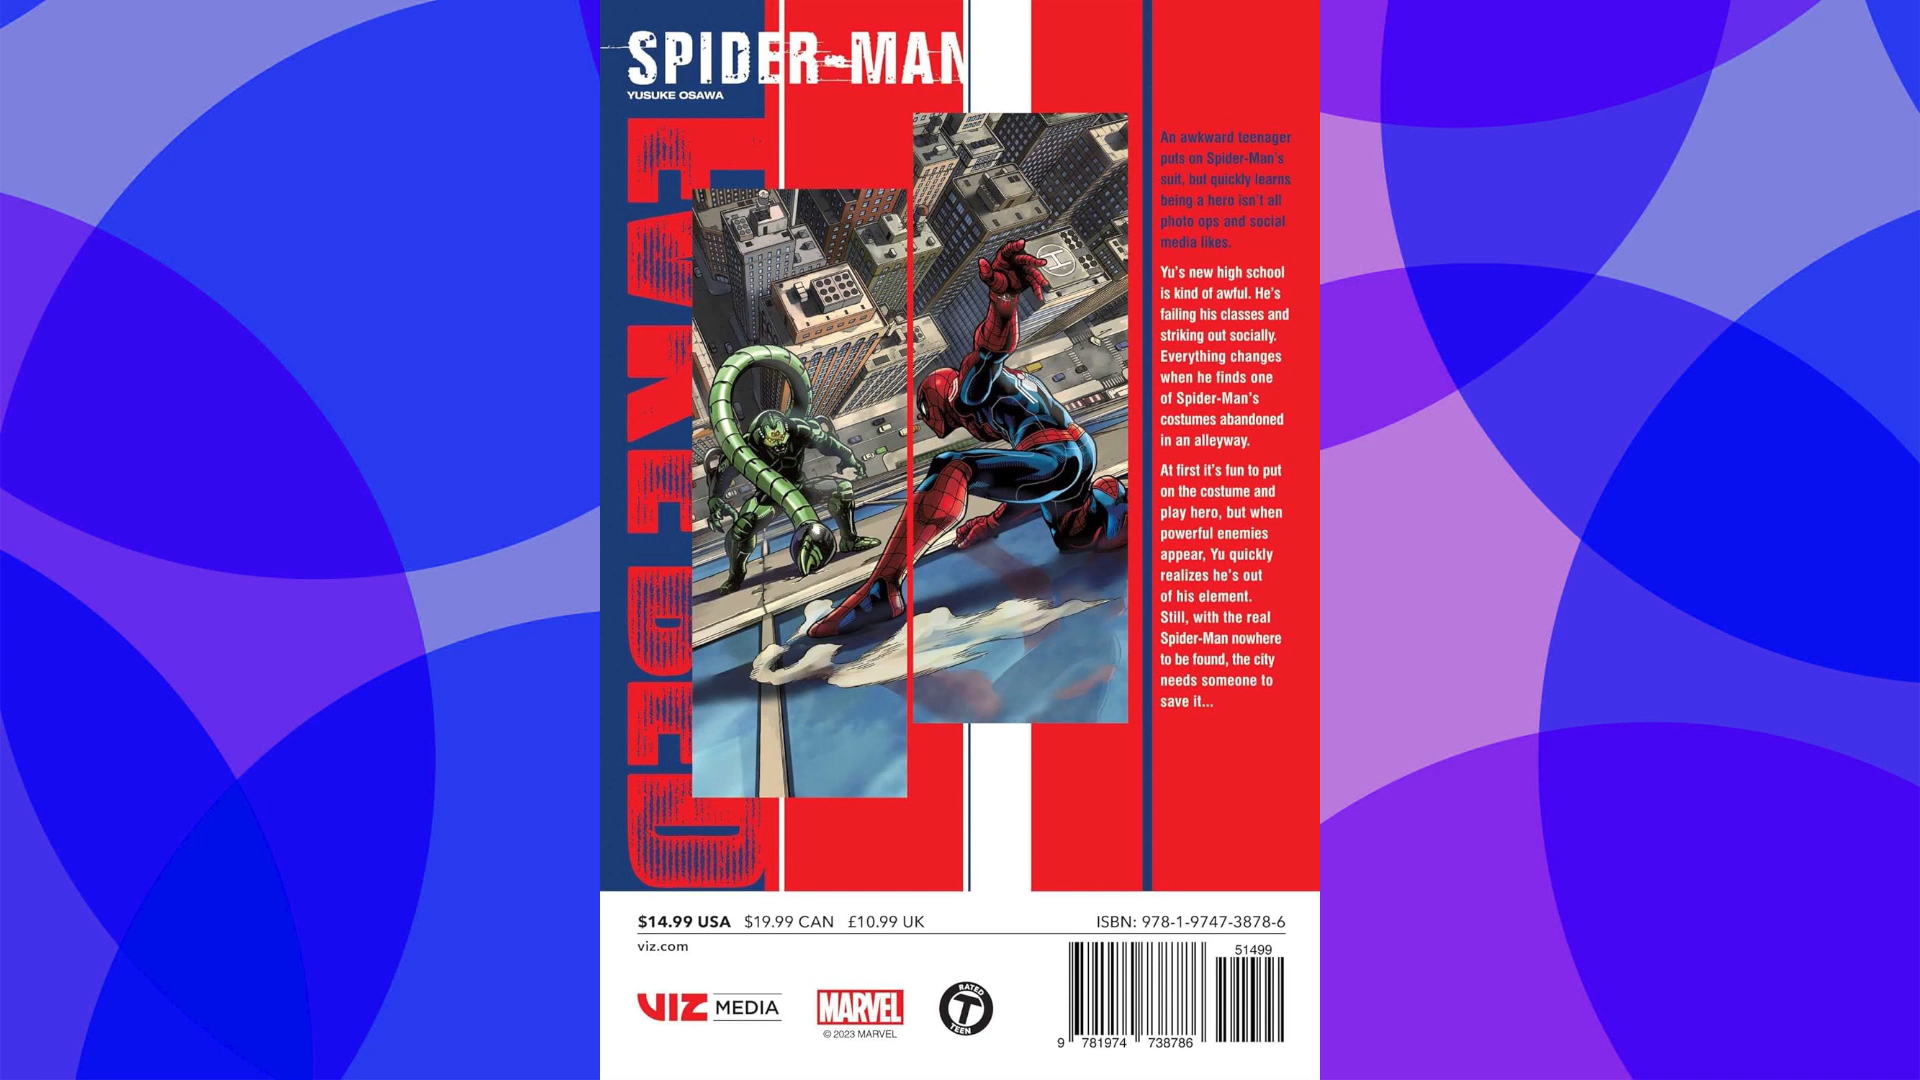 SPIDER-MAN
YUSUKE OSAWA
FAKE RED
An awkward teenager
puts on Spider-Man's
suit, but quickly learns
being a hero isn't all
photo ops and social
media likes.
Yu's new high school
is kind of awful. He's
failing his classes and
striking out socially.
Everything changes
when he finds one
of Spider-Man's
costumes abandoned
in an alleyway.
At first it's fun to put
on the costume and
play hero, but when
powerful enemies
appear, Yu quickly
realizes he's out
of his element.
Still, with the real
Spider-Man nowhere
to be found, the city
needs someone to
save it...
$14.99 USA $19.99 CAN £10.99 UK
ISBN: 978-1-9747-3878-6
viz.com
51499
VIZ MEDIA
MARVEL
© 2023 MARVEL
RATED
T
TEEN
9 781974 738786